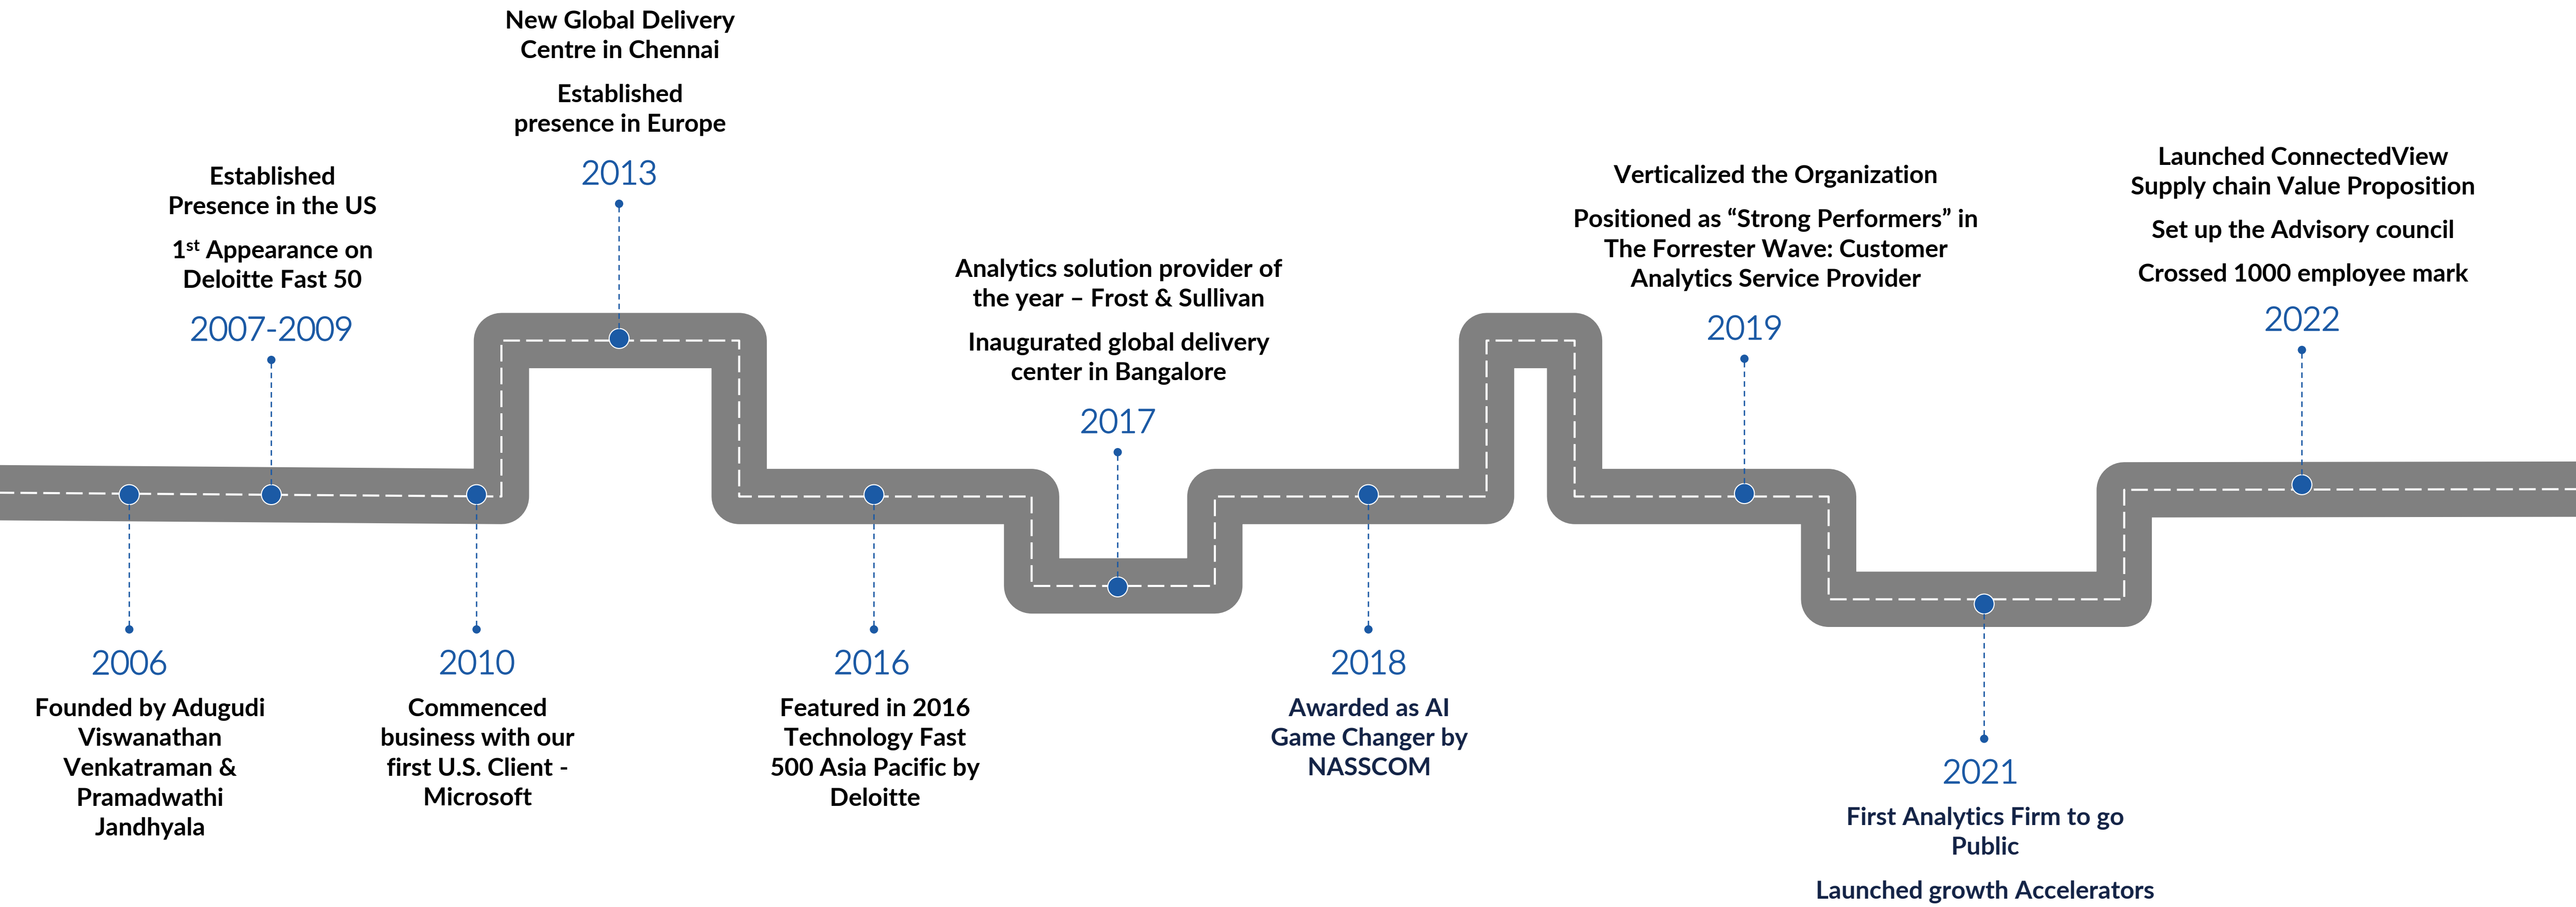 2006
Founded by Adugudi
Viswanathan
Venkatraman &
Pramadwathi
Jandhyala
Established
Presence in the US
1st Appearance on
Deloitte Fast 50
2007-2009
2010
Commenced
business with our
first U.S. Client -
Microsoft
New Global Delivery
Centre in Chennai
Established
presence in Europe
2013
2016
Featured in 2016
Technology Fast
500 Asia Pacific by
Deloitte
Analytics solution provider of
the year – Frost & Sullivan
Inaugurated global delivery
center in Bangalore
2017
2018
Awarded as AI
Game Changer by
NASSCOM
Verticalized the Organization
Positioned as “Strong Performers” in
The Forrester Wave: Customer
Analytics Service Provider
2019
2021
First Analytics Firm to go
Public
Launched growth Accelerators
Launched ConnectedView
Supply chain Value Proposition
Set up the Advisory council
Crossed 1000 employee mark
2022